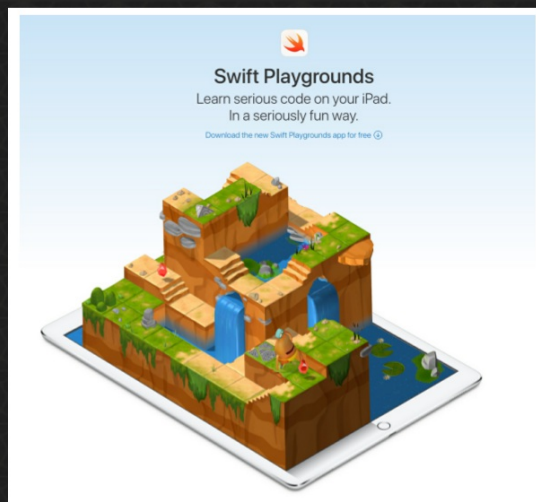 Swift Playgrounds
Learn serious code on your iPad.
In a seriously fun way.
Download the new Swift Playgrounds app for free